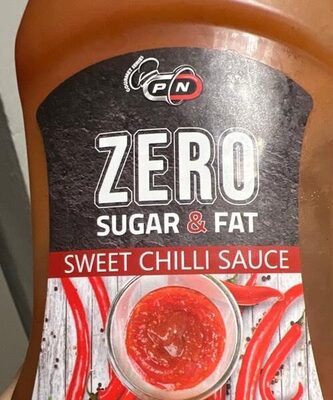 PN
ZERO
SUGAR & FAT
SWEET CHILLI SAUCE